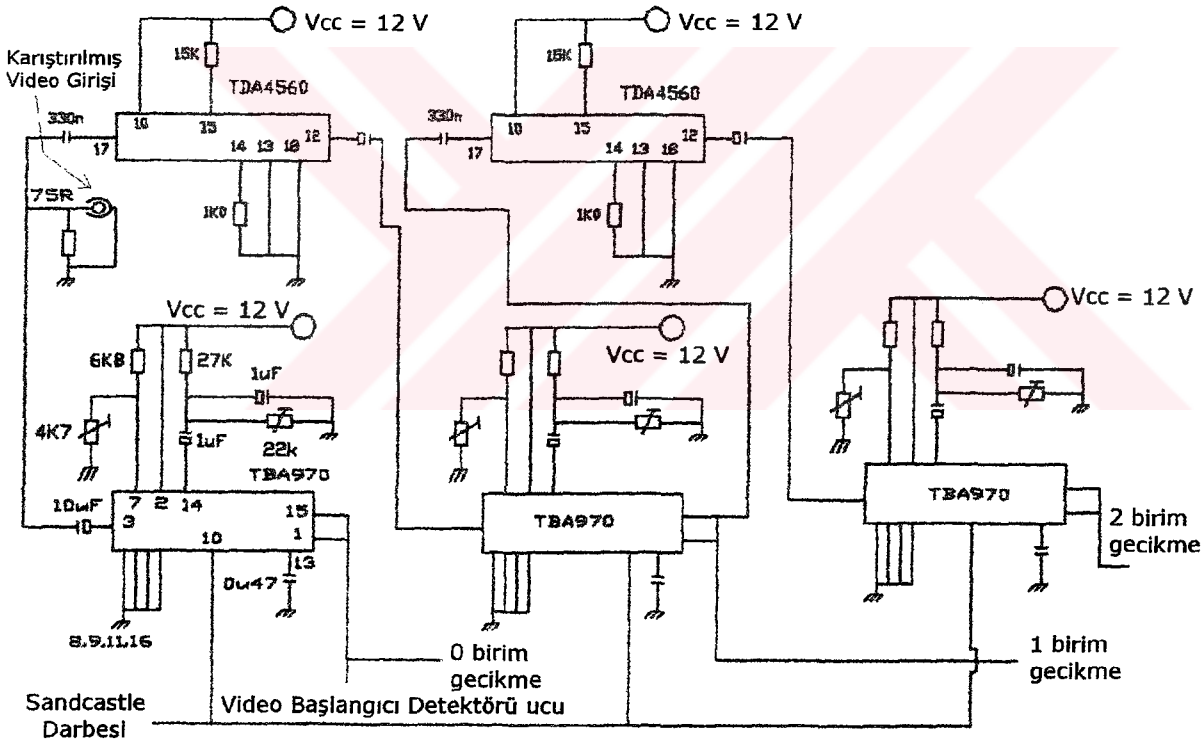 Vcc = 12 V
Vcc = 12 V
Karıştırılmış
Video Girişi
15K
15K
TDA4560
TDA4560
330n
10
15
12
17
14
13
18
330n
10
15
12
17
14
13
18
75R
1K0
1K0
Vcc = 12 V
Vcc = 12 V
Vcc = 12 V
6K8
27K
1uF
4K7
1uF
22k
TBA970
10uF
7
2
14
15
3
10
1
13
0u47
8,9,11,16
TBA970
TBA970
2 birim
gecikme
0 birim
gecikme
1 birim
gecikme
Sandcastle
Darbesi
Video Başlangıcı Detektörü ucu